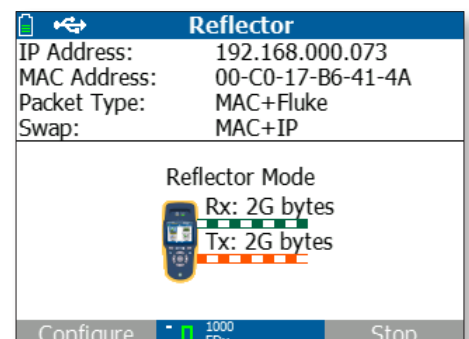 Reflector
IP Address: 192.168.000.073
MAC Address: 00-C0-17-B6-41-4A
Packet Type: MAC+Fluke
Swap: MAC+IP
Reflector Mode
Rx: 2G bytes
Tx: 2G bytes
Configure 1000 Stop